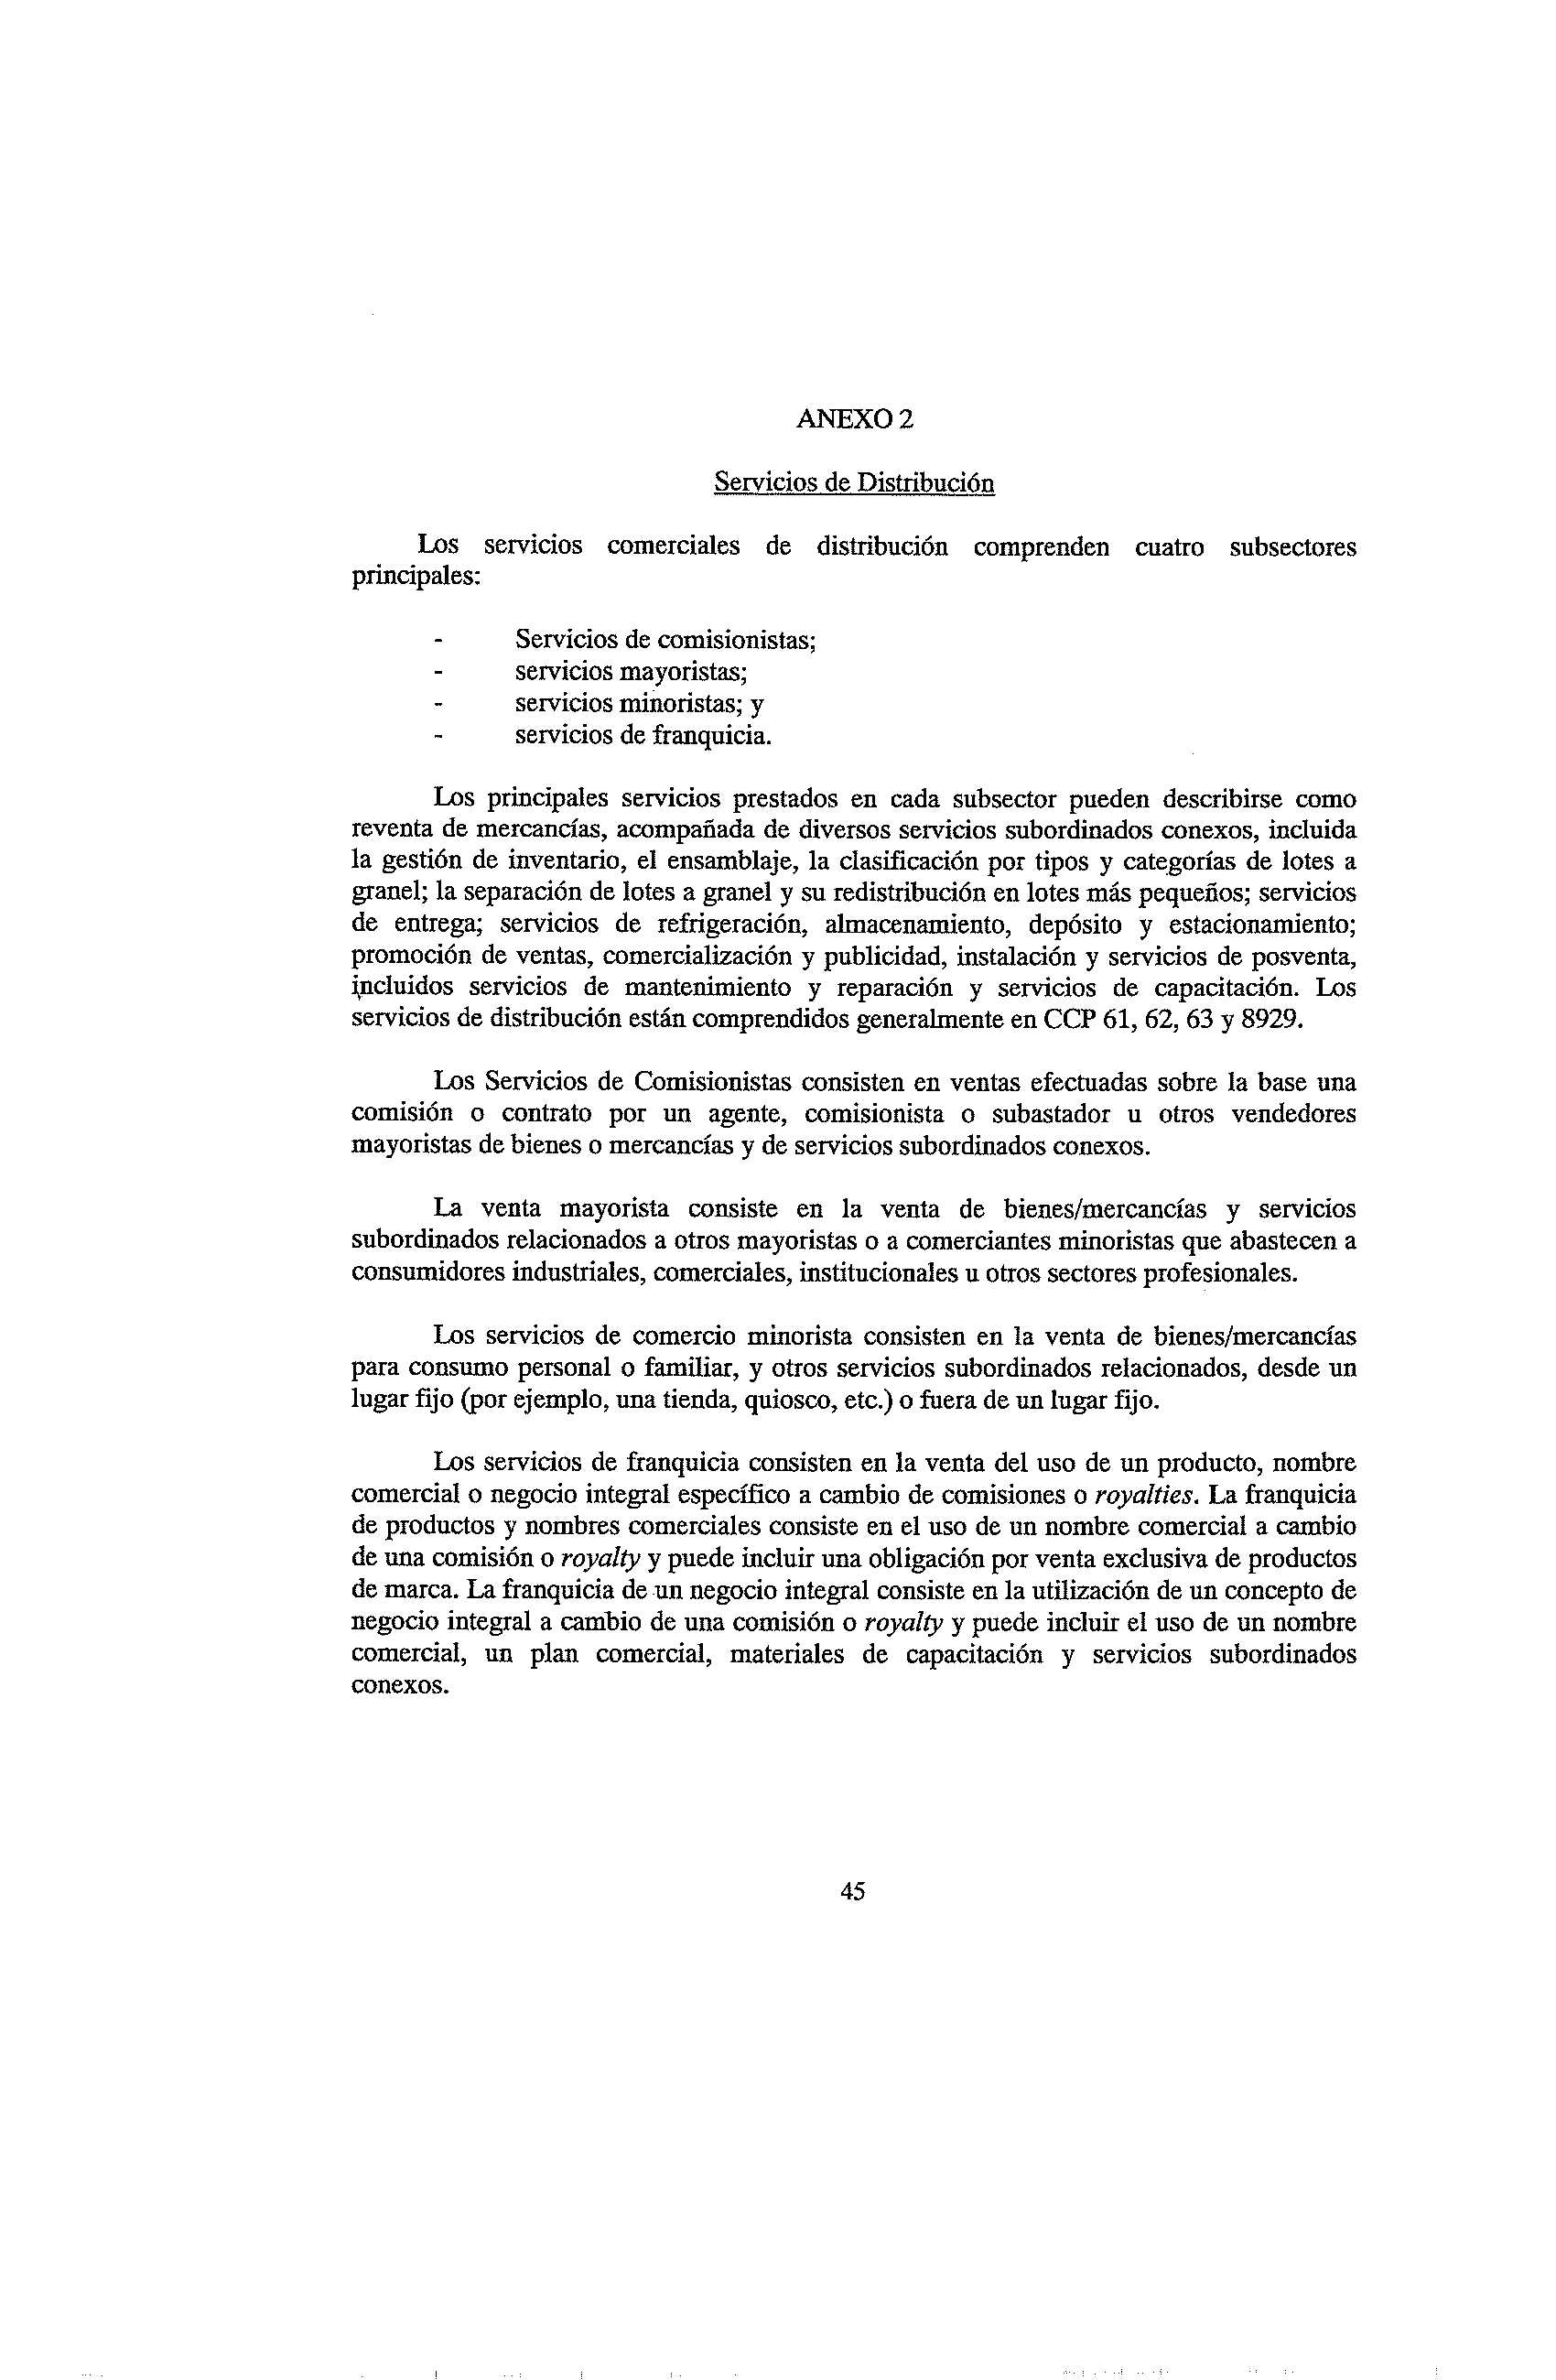 ANEXO 2
Servicios de Distribución
Los servicios comerciales de distribución comprenden cuatro subsectores
principales:
- Servicios de comisionistas;
- servicios mayoristas;
- servicios minoristas; y
- servicios de franquicia.
Los principales servicios prestados en cada subsector pueden describirse como
reventa de mercancías, acompañada de diversos servicios subordinados conexos, incluida
la gestión de inventario, el ensamblaje, la clasificación por tipos y categorías de lotes a
granel; la separación de lotes a granel y su redistribución en lotes más pequeños; servicios
de entrega; servicios de refrigeración, almacenamiento, depósito y estacionamiento;
promoción de ventas, comercialización y publicidad, instalación y servicios de posventa,
incluidos servicios de mantenimiento y reparación y servicios de capacitación. Los
servicios de distribución están comprendidos generalmente en CCP 61, 62, 63 y 8929.
Los Servicios de Comisionistas consisten en ventas efectuadas sobre la base una
comisión o contrato por un agente, comisionista o subastador u otros vendedores
mayoristas de bienes o mercancías y de servicios subordinados conexos.
La venta mayorista consiste en la venta de bienes/mercancías y servicios
subordinados relacionados a otros mayoristas o a comerciantes minoristas que abastecen a
consumidores industriales, comerciales, institucionales u otros sectores profesionales.
Los servicios de comercio minorista consisten en la venta de bienes/mercancías
para consumo personal o familiar, y otros servicios subordinados relacionados, desde un
lugar fijo (por ejemplo, una tienda, quiosco, etc.) o fuera de un lugar fijo.
Los servicios de franquicia consisten en la venta del uso de un producto, nombre
comercial o negocio integral específico a cambio de comisiones o royalties. La franquicia
de productos y nombres comerciales consiste en el uso de un nombre comercial a cambio
de una comisión o royalty y puede incluir una obligación por venta exclusiva de productos
de marca. La franquicia de un negocio integral consiste en la utilización de un concepto de
negocio integral a cambio de una comisión o royalty y puede incluir el uso de un nombre
comercial, un plan comercial, materiales de capacitación y servicios subordinados
conexos.
45